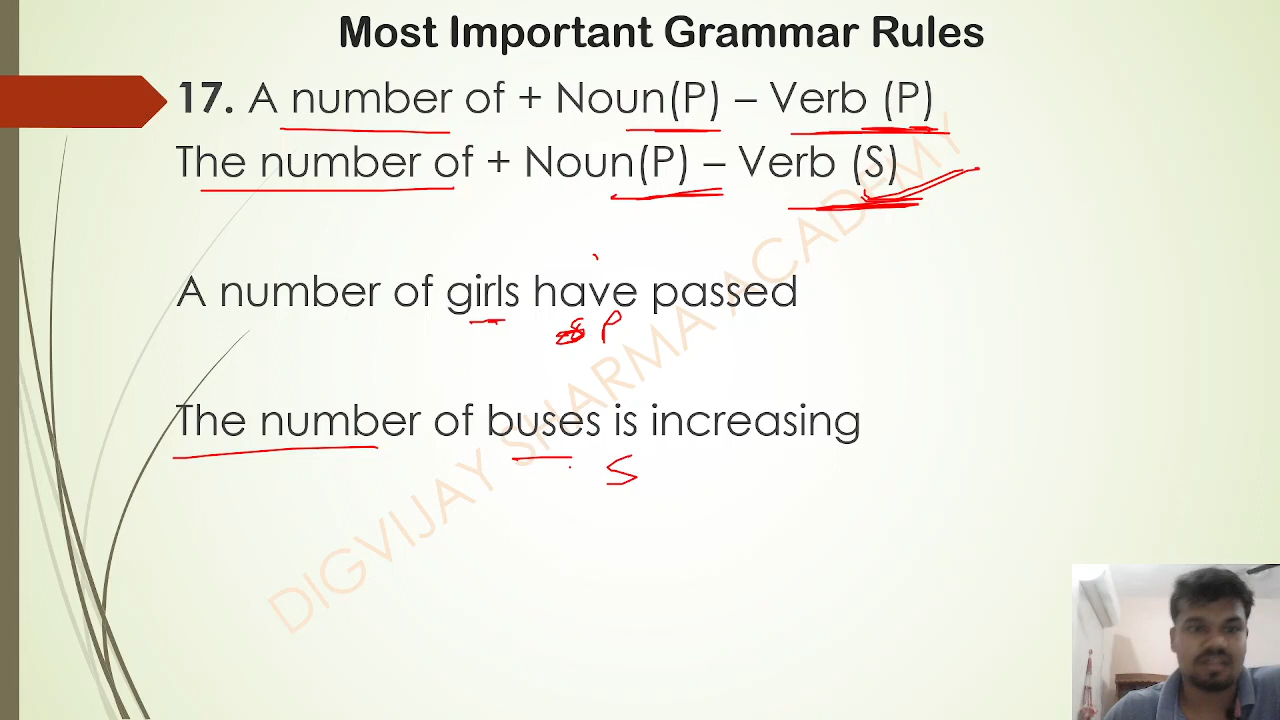 Most Important Grammar Rules
17. A number of + Noun(P) – Verb (P)
The number of + Noun(P) – Verb (S)
A number of girls have passed
P
The number of buses is increasing
S
DIGVIJAY SHARMA ACADEMY